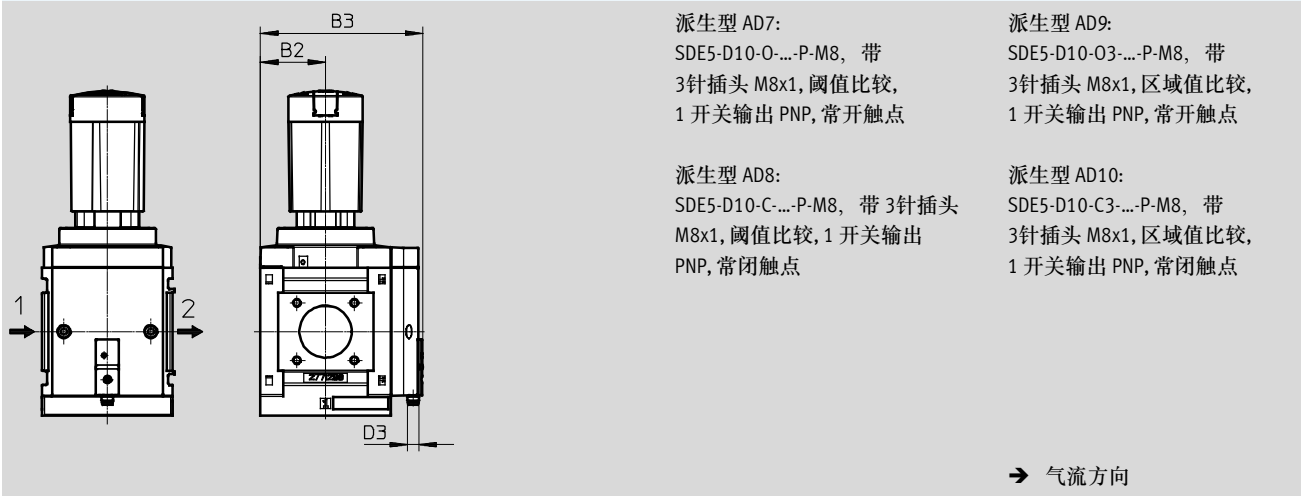 B3
B2
1
2
D3
派生型 AD7:
SDE5-D10-O-...-P-M8, 带
3针插头 M8x1, 阈值比较,
1 开关输出 PNP, 常开触点
派生型 AD8:
SDE5-D10-C-...-P-M8, 带 3针插头
M8x1, 阈值比较, 1 开关输出
PNP, 常闭触点
派生型 AD9:
SDE5-D10-O3-...-P-M8, 带
3针插头 M8x1, 区域值比较,
1 开关输出 PNP, 常开触点
派生型 AD10:
SDE5-D10-C3-...-P-M8, 带
3针插头 M8x1, 区域值比较,
1 开关输出 PNP, 常闭触点
➔ 气流方向